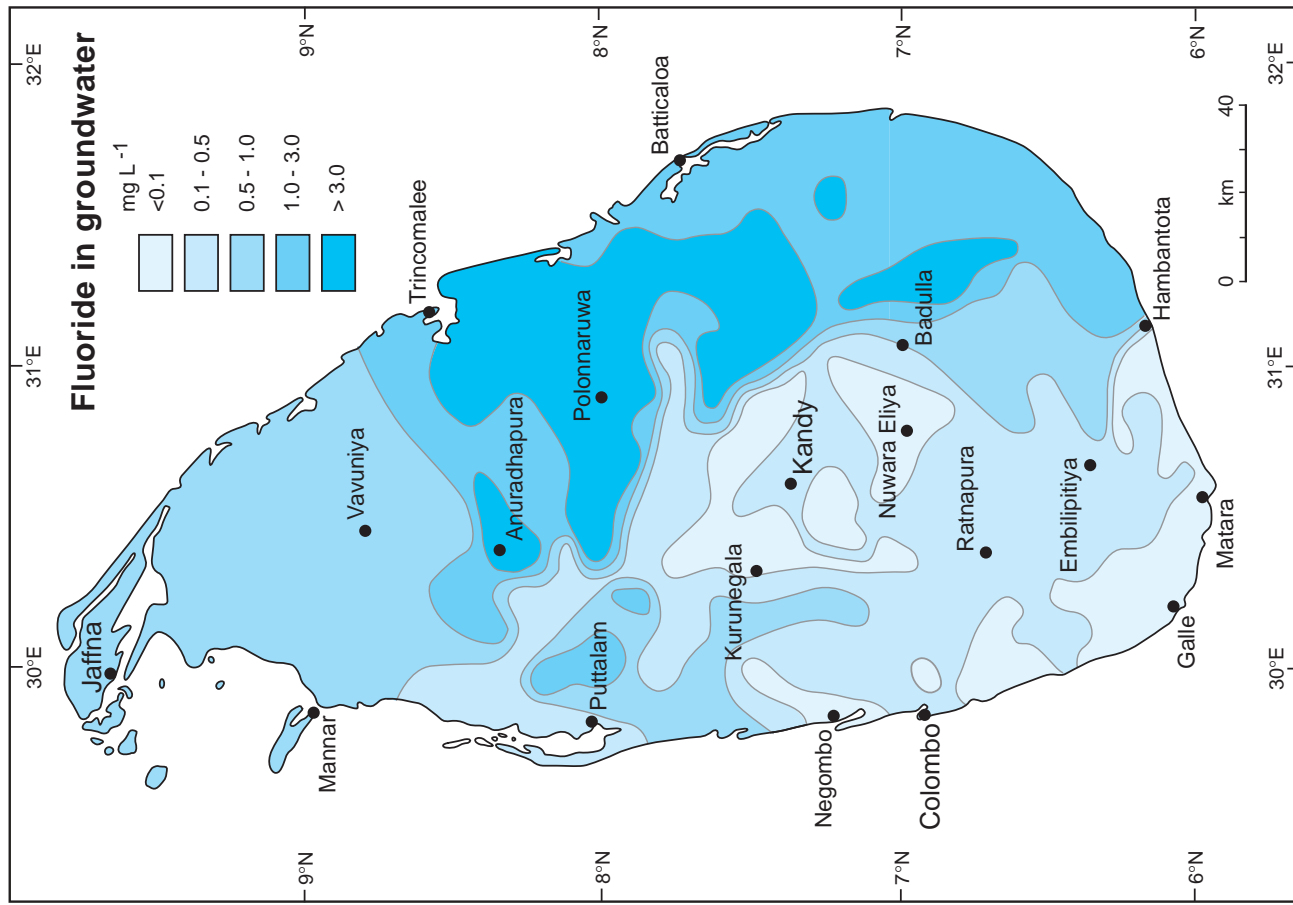 Fluoride in groundwater
mg L -1
<0.1
0.1 - 0.5
0.5 - 1.0
1.0 - 3.0
> 3.0
32°E
31°E
30°E
9°N
8°N
7°N
6°N
9°N
8°N
7°N
6°N
32°E
31°E
30°E
Jaffna
Mannar
Vavuniya
Trincomalee
Anuradhapura
Polonnaruwa
Batticaloa
Puttalam
Kurunegala
Kandy
Nuwara Eliya
Badulla
Negombo
Colombo
Ratnapura
Embilipitiya
Hambantota
Galle
Matara
0
km
40